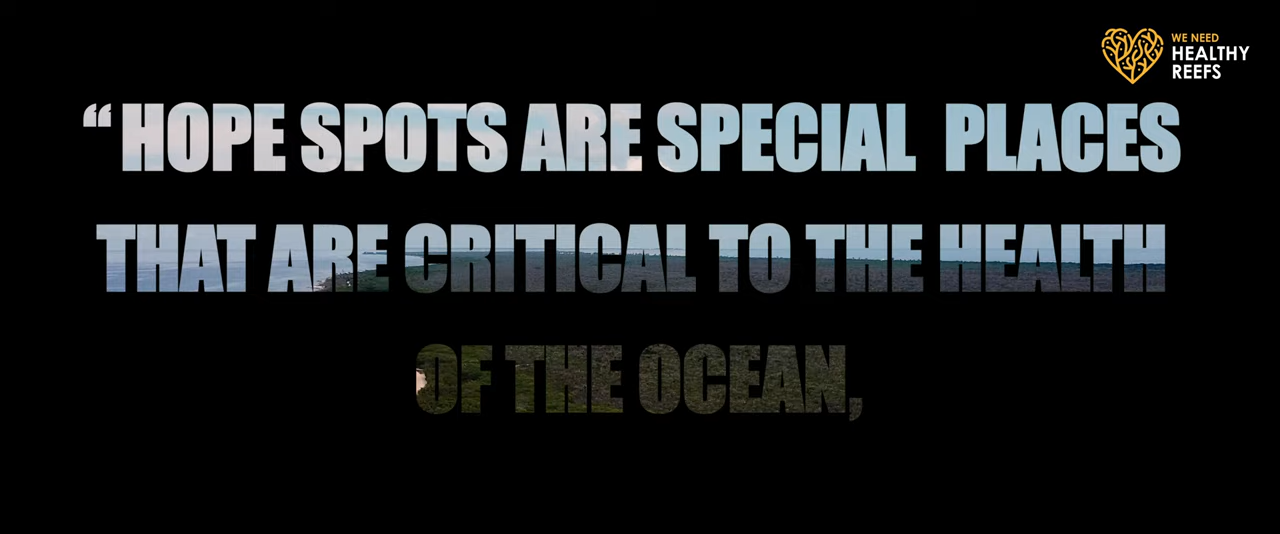 WE NEED
HEALTHY
REEFS
“HOPE SPOTS ARE SPECIAL PLACES
THAT ARE CRITICAL TO THE HEALTH
OF THE OCEAN,